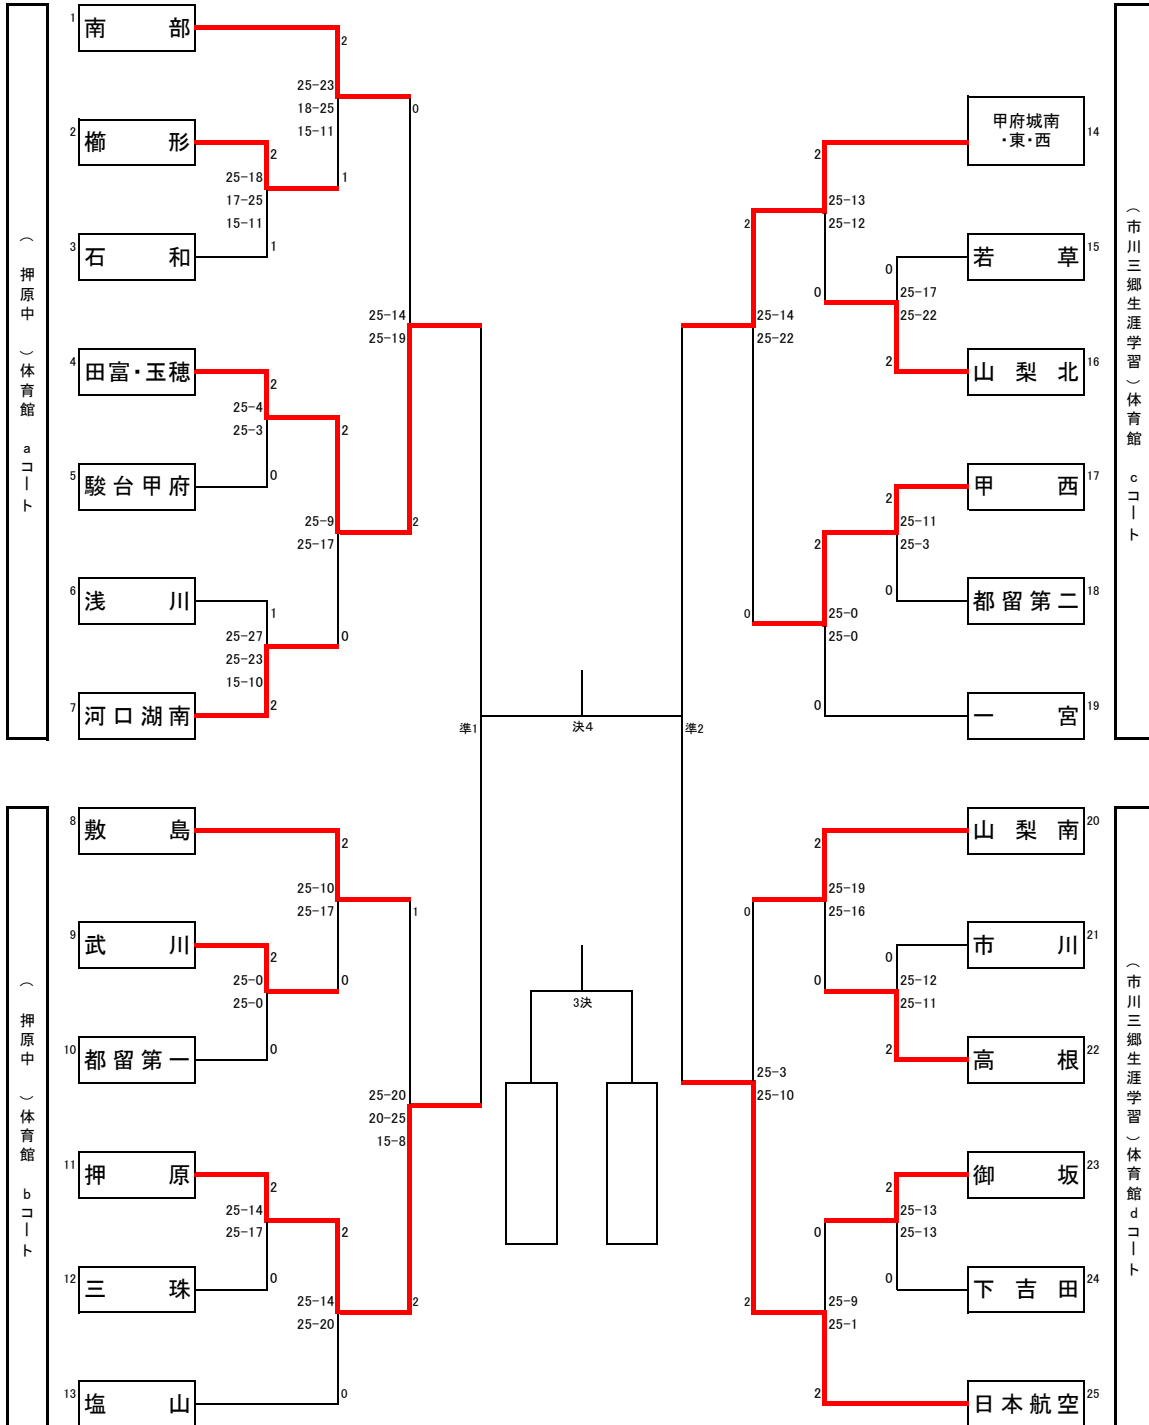 （ 押原中 ）体育館 aコート
1 南 部
2
25-23
18-25
15-11
0
2 櫛 形
2
25-18
17-25
15-11
1
1
3 石 和
25-14
25-19
4 田富・玉穂
2
25-4
25-3
2
0
5 駿台甲府
25-9
25-17
2
6 浅 川
1
25-27
25-23
15-10
0
2
7 河口湖南
準1
（ 押原中 ）体育館 bコート
8 敷 島
2
25-10
25-17
1
9 武 川
2
25-0
25-0
0
0
10 都留第一
25-20
20-25
15-8
11 押 原
2
25-14
25-17
2
0
12 三 珠
25-14
25-20
2
0
13 塩 山
決4
3決
（市川三郷生涯学習）体育館 cコート
甲府城南
・東・西
14
2
25-13
25-12
2
若 草 15
0
25-17
25-22
0
2
山梨北 16
25-14
25-22
甲 西 17
2
25-11
25-3
2
0
都留第二 18
0
25-0
25-0
0
一 宮 19
準2
（市川三郷生涯学習）体育館dコート
山梨南 20
2
25-19
25-16
0
市 川 21
0
25-12
25-11
0
2
高 根 22
25-3
25-10
御 坂 23
2
25-13
25-13
0
0
下吉田 24
2
25-9
25-1
2
日本航空 25